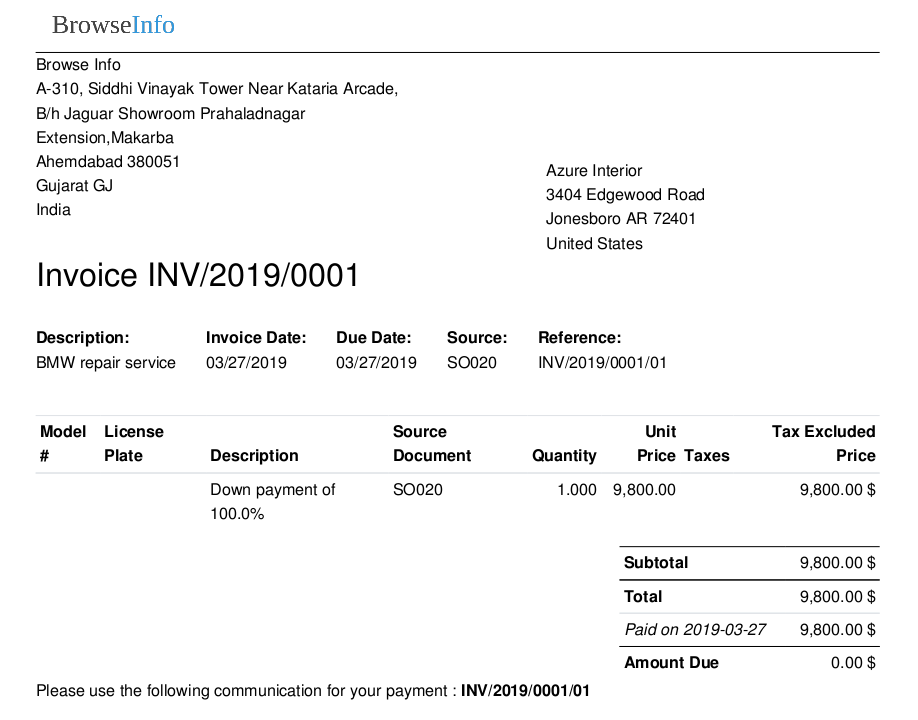 BrowseInfo
Browse Info
A-310, Siddhi Vinayak Tower Near Kataria Arcade,
B/h Jaguar Showroom Prahaladnagar
Extension,Makarba
Ahemdabad 380051
Gujarat GJ
India
Azure Interior
3404 Edgewood Road
Jonesboro AR 72401
United States
Invoice INV/2019/0001
Description: Invoice Date: Due Date: Source: Reference:
BMW repair service 03/27/2019 03/27/2019 SO020 INV/2019/0001/01
Model License Source Unit Tax Excluded
# Plate Description Document Quantity Price Taxes Price
Down payment of SO020 1.000 9,800.00 9,800.00 $
100.0%
Subtotal 9,800.00 $
Total 9,800.00 $
Paid on 2019-03-27 9,800.00 $
Amount Due 0.00 $
Please use the following communication for your payment : INV/2019/0001/01